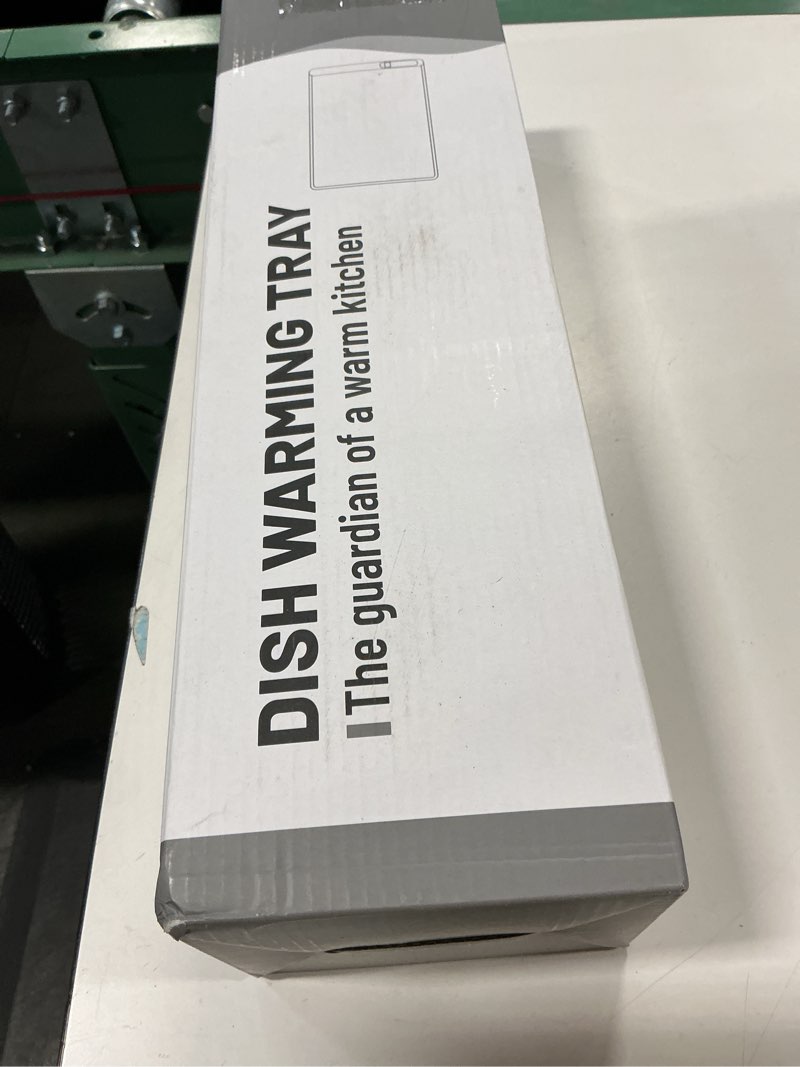 DISH WARMING TRAY
The guardian of a warm kitchen